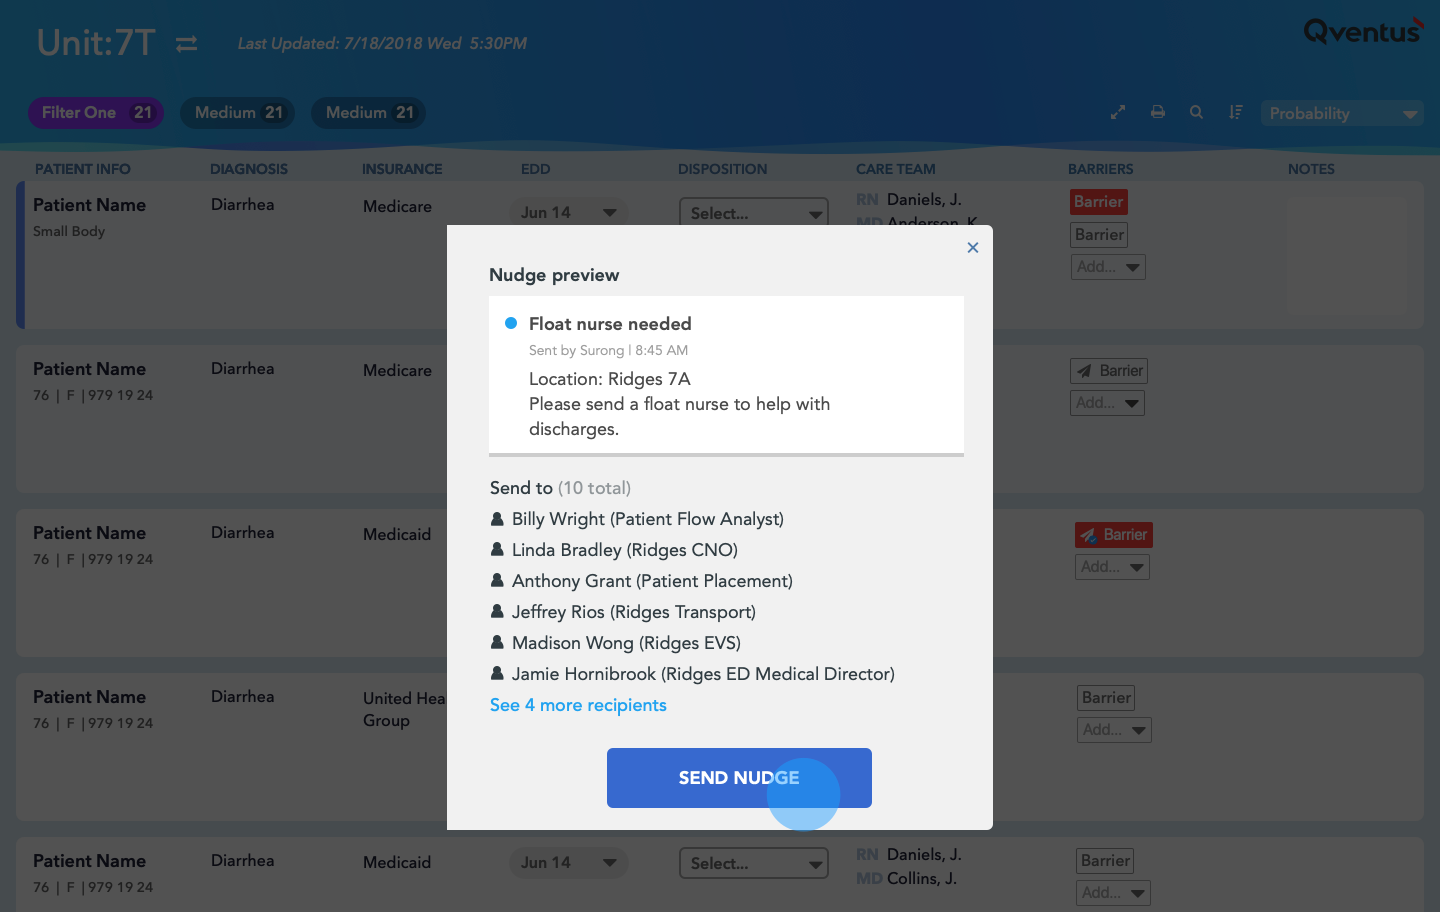 Unit:7T
Last Updated: 7/18/2018 Wed 5:30PM
Qventus
Filter One 21
Medium 21
Medium 21
Probability
PATIENT INFO DIAGNOSIS INSURANCE EDD DISPOSITION CARE TEAM BARRIERS NOTES
Patient Name Diarrhea Medicare Jun 14 Select... RN Daniels, J. Barrier
MD Anderson, K.
Small Body
Barrier
Add...
Nudge preview
Float nurse needed
Sent by Surong | 8:45 AM
Location: Ridges 7A
Please send a float nurse to help with
discharges.
Send to (10 total)
Billy Wright (Patient Flow Analyst)
Linda Bradley (Ridges CNO)
Anthony Grant (Patient Placement)
Jeffrey Rios (Ridges Transport)
Madison Wong (Ridges EVS)
Jamie Hornibrook (Ridges ED Medical Director)
See 4 more recipients
SEND NUDGE
Patient Name Diarrhea Medicare Barrier
76 | F | 979 19 24 Add...
Patient Name Diarrhea Medicaid Barrier
76 | F | 979 19 24 Add...
Patient Name Diarrhea United Hea Barrier
Group
76 | F | 979 19 24 Add...
Patient Name Diarrhea Medicaid Jun 14 Select... RN Daniels, J. Barrier
MD Collins, J.
76 | F | 979 19 24 Add...